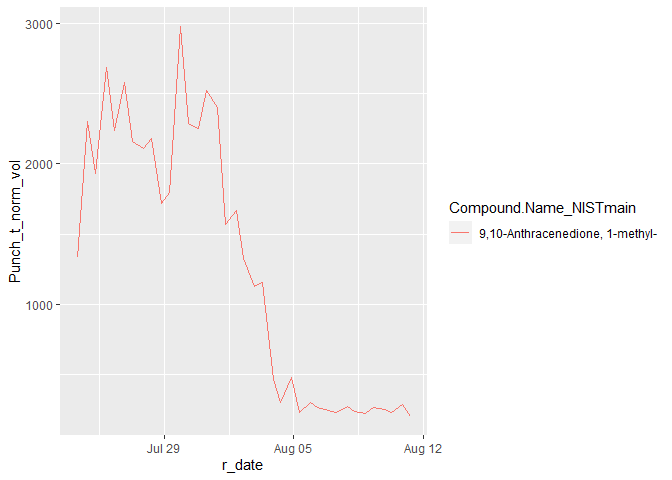 3000
2000
1000
Punch_t_norm_vol
Jul 29
Aug 05
Aug 12
r_date
Compound.Name_NISTmain
9,10-Anthracenedione, 1-methyl-